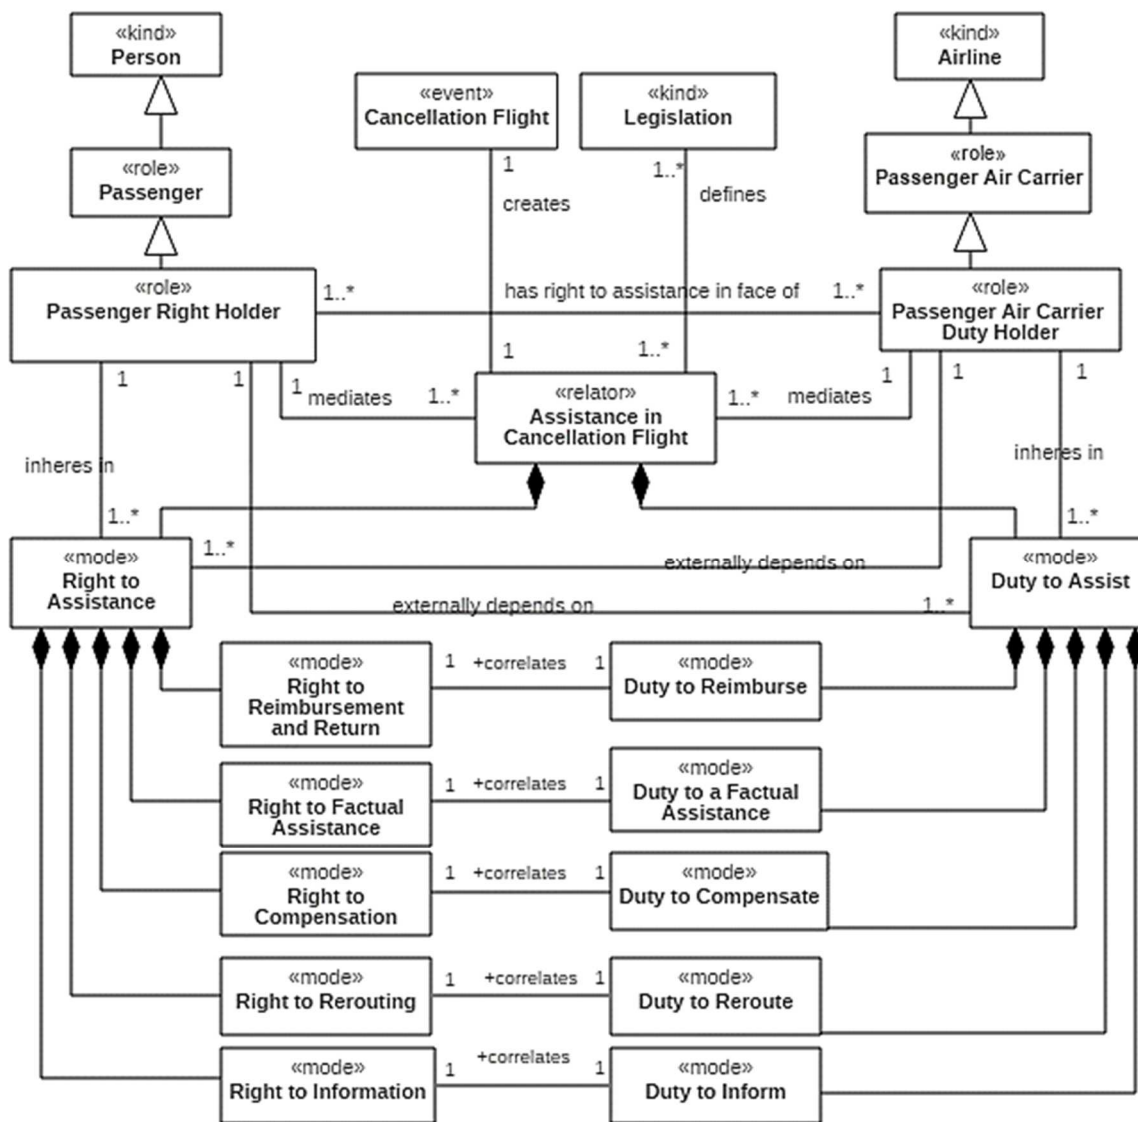 «kind»
Person
«kind»
Airline
«event»
Cancellation Flight
«kind»
Legislation
«role»
Passenger
«role»
Passenger Air Carrier
1
1..*
creates
defines
«role»
Passenger Right Holder
«role»
Passenger Air Carrier
Duty Holder
1..*
has right to assistance in face of
1..*
1
1..*
1
1
1
mediates
1..*
«relator»
Assistance in
Cancellation Flight
1..*
mediates
1
1
1
inheres in
inheres in
1..*
1..*
«mode»
Right to
Assistance
1..*
externally depends on
«mode»
Duty to Assist
externally depends on
1..*
«mode»
Right to
Reimbursement
and Return
1
+correlates
1
«mode»
Duty to Reimburse
«mode»
Right to Factual
Assistance
1
+correlates
1
«mode»
Duty to a Factual
Assistance
«mode»
Right to
Compensation
1
+correlates
1
«mode»
Duty to Compensate
«mode»
Right to Rerouting
1
+correlates
1
«mode»
Duty to Reroute
«mode»
Right to Information
1
+correlates
1
«mode»
Duty to Inform